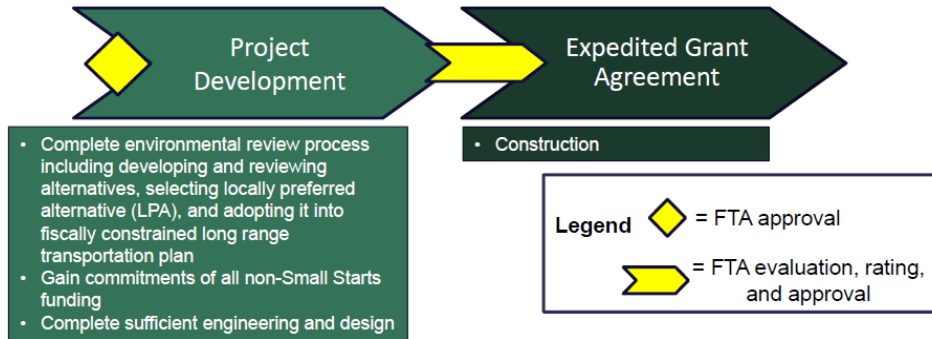 Project
Development
Expedited Grant
Agreement
• Complete environmental review process
including developing and reviewing
alternatives, selecting locally preferred
alternative (LPA), and adopting it into
fiscally constrained long range
transportation plan
• Gain commitments of all non-Small Starts
funding
• Complete sufficient engineering and design
• Construction
Legend
= FTA approval
= FTA evaluation, rating,
and approval